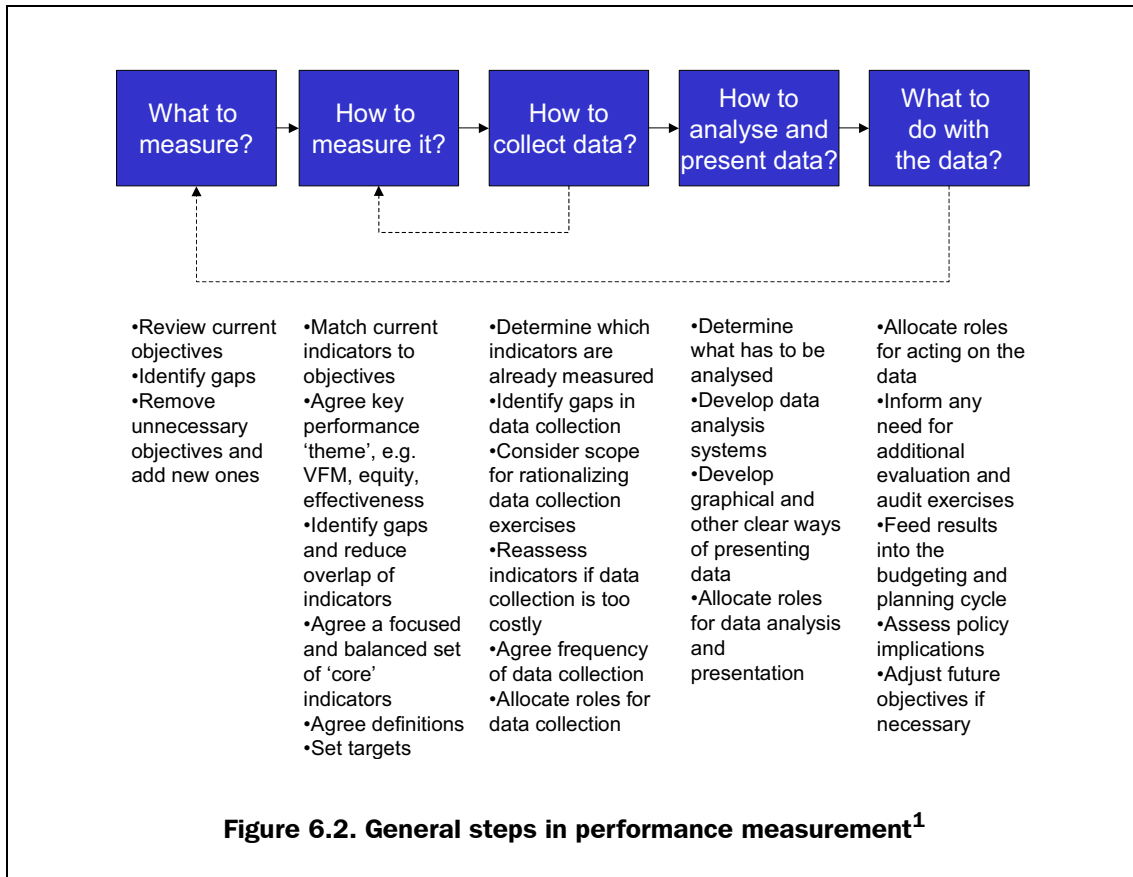 What to
measure?
How to
measure it?
How to
collect data?
How to
analyse and
present data?
What to
do with
the data?
•Review current
objectives
•Identify gaps
•Remove
unnecessary
objectives and
add new ones
•Match current
indicators to
objectives
•Agree key
performance
‘theme’, e.g.
VFM, equity,
effectiveness
•Identify gaps
and reduce
overlap of
indicators
•Agree a focused
and balanced set
of ‘core’
indicators
•Agree definitions
•Set targets
•Determine which
indicators are
already measured
•Identify gaps in
data collection
•Consider scope
for rationalizing
data collection
exercises
•Reassess
indicators if data
collection is too
costly
•Agree frequency
of data collection
•Allocate roles for
data collection
•Determine
what has to be
analysed
•Develop data
analysis
systems
•Develop
graphical and
other clear ways
of presenting
data
•Allocate roles
for data analysis
and
presentation
•Allocate roles
for acting on the
data
•Inform any
need for
additional
evaluation and
audit exercises
•Feed results
into the
budgeting and
planning cycle
•Assess policy
implications
•Adjust future
objectives if
necessary
Figure 6.2. General steps in performance measurement1